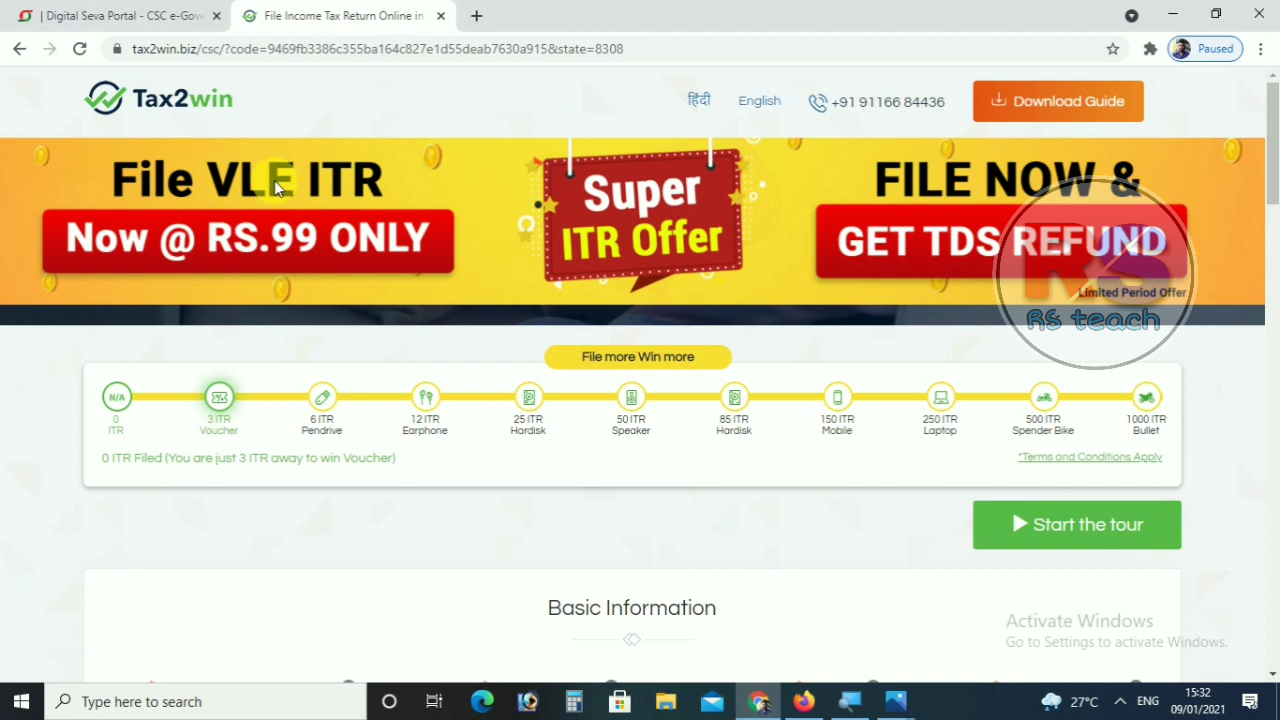 | Digital Seva Portal - CSC e-Gov
File Income Tax Return Online in
tax2win.biz/csc/?code=9469fb3386c355ba164c827e1d55deab7630a915&state=8308
Paused
Tax2win
हिंदी
English
+91 91166 84436
Download Guide
File VLE ITR
Now @ RS.99 ONLY
Super
ITR Offer
FILE NOW &
GET TDS REFUND
Limited Period Offer
RS
RS teach
File more Win more
N/A
0
ITR
3 ITR
Voucher
6 ITR
Pendrive
12 ITR
Earphone
25 ITR
Hardisk
50 ITR
Speaker
85 ITR
Hardisk
150 ITR
Mobile
250 ITR
Laptop
500 ITR
Spender Bike
1000 ITR
Bullet
0 ITR Filed (You are just 3 ITR away to win Voucher)
*Terms and Conditions Apply
Start the tour
Basic Information
Activate Windows
Go to Settings to activate Windows.
Type here to search
27°C
ENG
15:32
09/01/2021